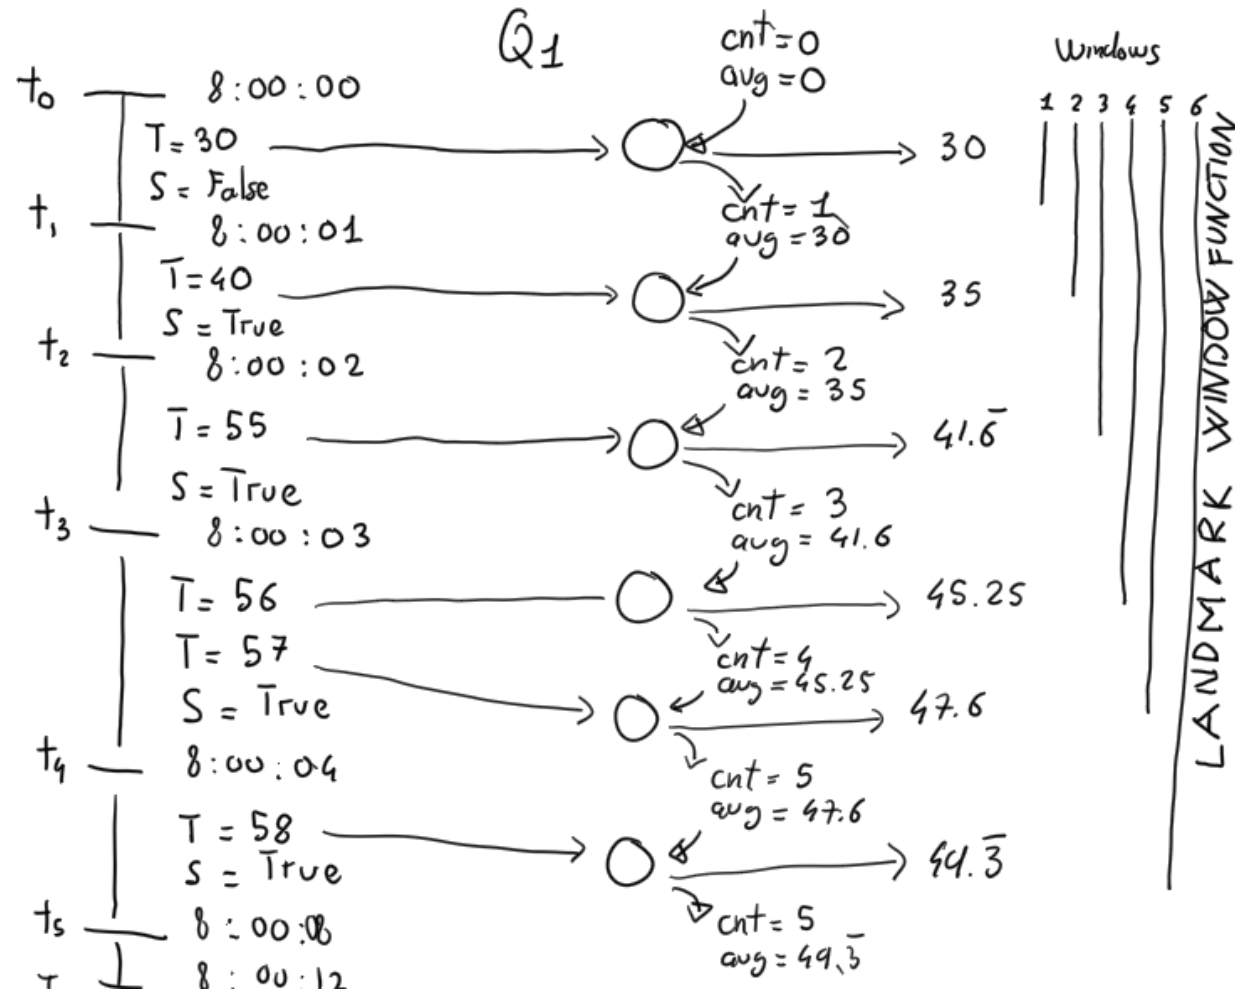 Q1
cnt=0
avg=0
Windows
t0 8:00:00
1 2 3 4 5 6
T=30
30
S = False
cnt=1
avg=30
t1 8:00:01
T=40
35
S = True
cnt= 2
avg = 35
t2 8:00:02
T= 55
41.6̅
S = True
cnt= 3
avg= 41.6
t3 8:00:03
T= 56
45.25
T= 57
cnt=4
avg=45.25
S = True
47.6
t4 8:00:04
cnt= 5
avg = 47.6
T = 58
49.3̅
S = True
cnt= 5
avg= 49.3̅
t5 8:00:08
8:00:12
LANDMARK WINDOW FUNCTION